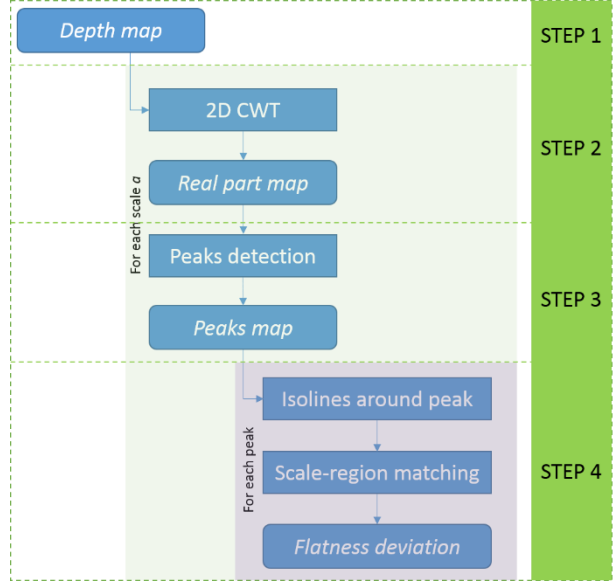 Depth map
STEP 1
2D CWT
STEP 2
Real part map
For each scale a
Peaks detection
STEP 3
Peaks map
Isolines around peak
For each peak
Scale-region matching
STEP 4
Flatness deviation